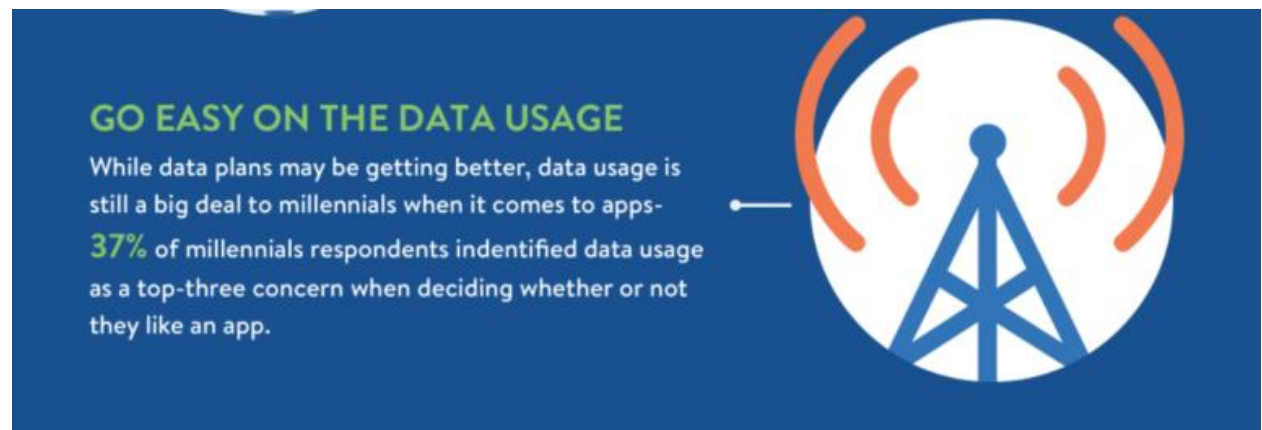 GO EASY ON THE DATA USAGE
While data plans may be getting better, data usage is
still a big deal to millennials when it comes to apps-
37% of millennials respondents indentified data usage
as a top-three concern when deciding whether or not
they like an app.